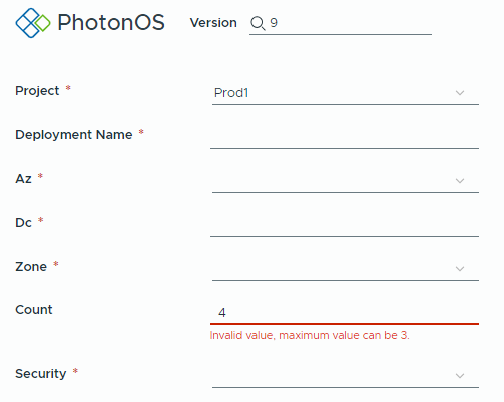 PhotonOS Version 9
Project *
Prod1
Deployment Name *
Az *
Dc *
Zone *
Count
4
Invalid value, maximum value can be 3.
Security *